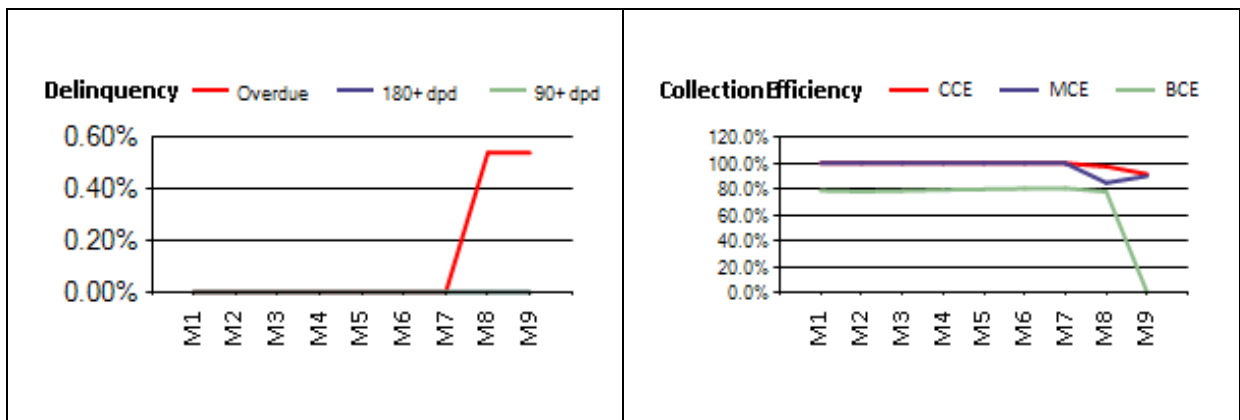 Delinquency Overdue 180+ dpd 90+ dpd
0.60%
0.40%
0.20%
0.00%
M1 M2 M3 M4 M5 M6 M7 M8 M9
Collection Efficiency CCE MCE BCE
120.0%
100.0%
80.0%
60.0%
40.0%
20.0%
0.0%
M1 M2 M3 M4 M5 M6 M7 M8 M9